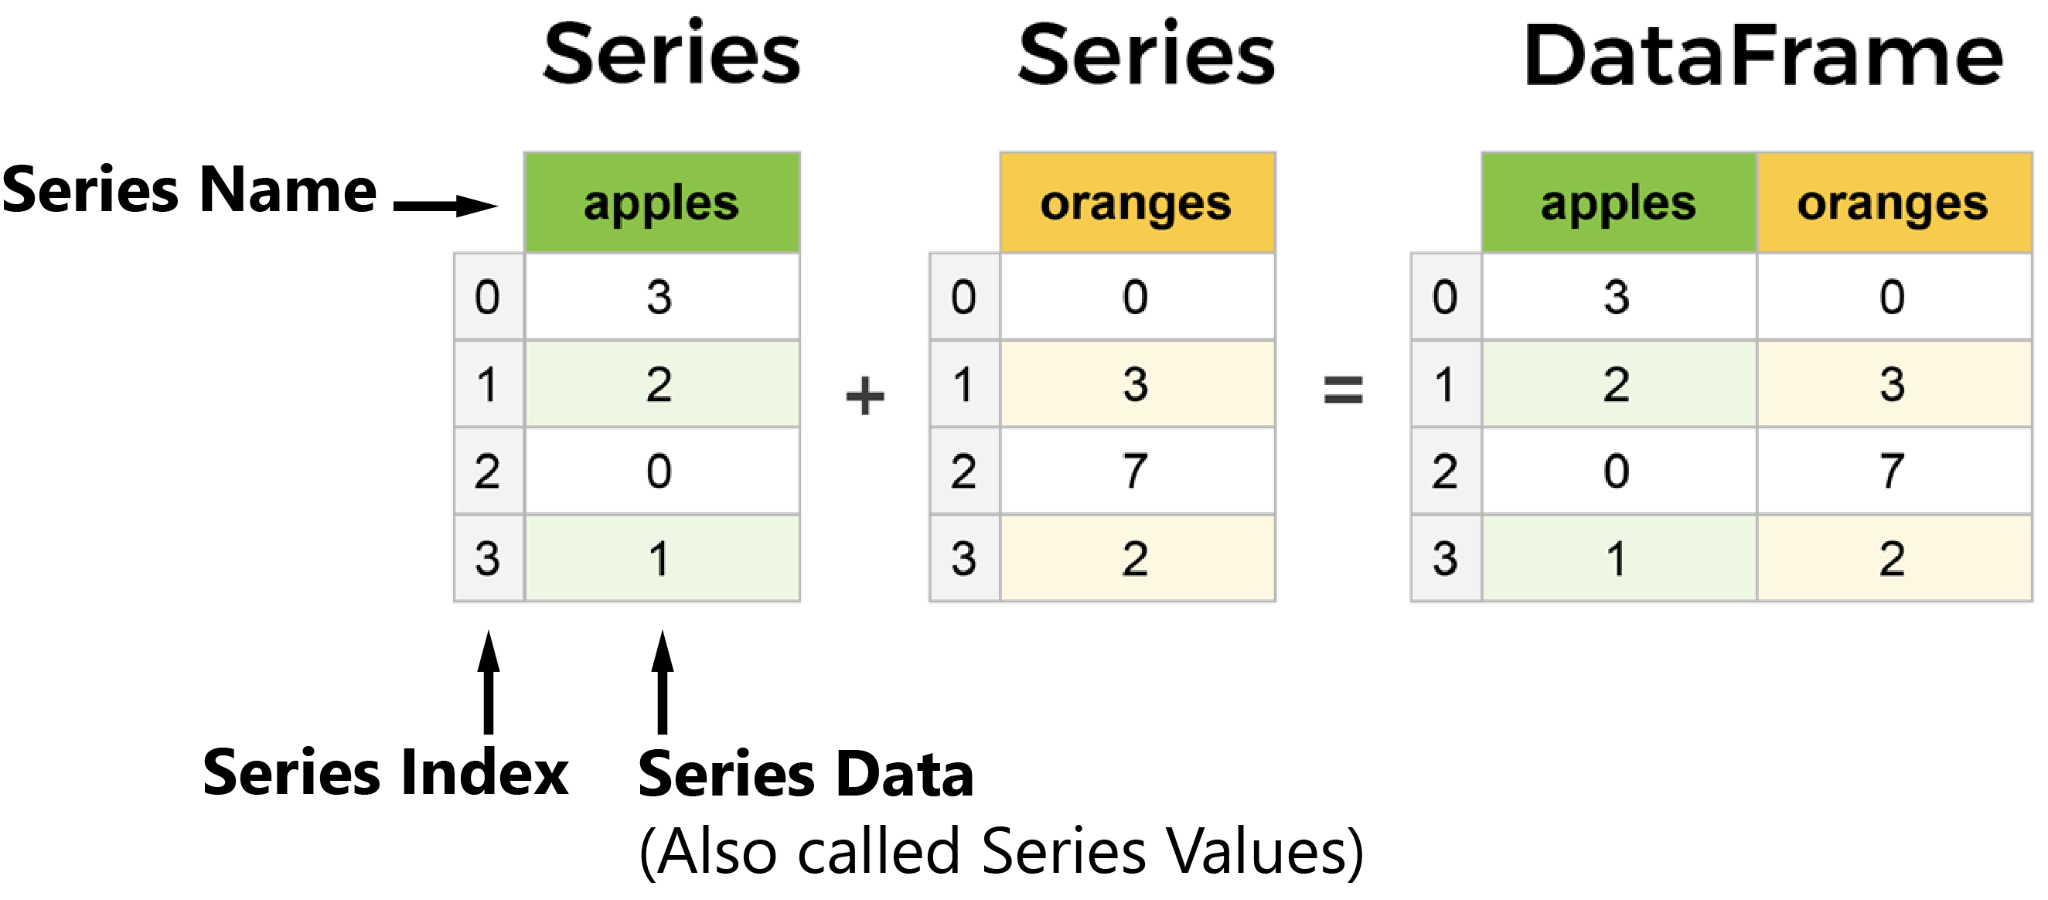 Series Series DataFrame
Series Name
apples oranges apples oranges
0 3 0 0 0 3 0
1 2 + 1 3 = 1 2 3
2 0 2 7 2 0 7
3 1 3 2 3 1 2
Series Index Series Data
(Also called Series Values)